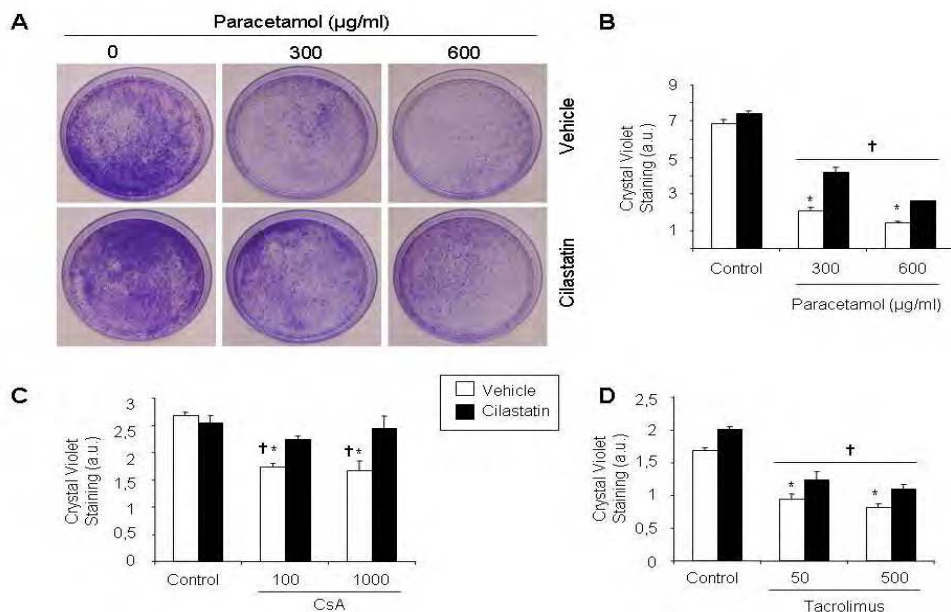 A
Paracetamol (µg/ml)
0 300 600
Vehicle
Cilastatin
B
Crystal Violet
Staining (a.u.)
9
7
5
3
1
†
* *
Control 300 600
Paracetamol (µg/ml)
Vehicle
Cilastatin
C
Crystal Violet
Staining (a.u.)
3
2,5
2
1,5
1
0,5
0
†* †*
Control 100 1000
CsA
D
Crystal Violet
Staining (a.u.)
2,5
2
1,5
1
0,5
0
†
* *
Control 50 500
Tacrolimus